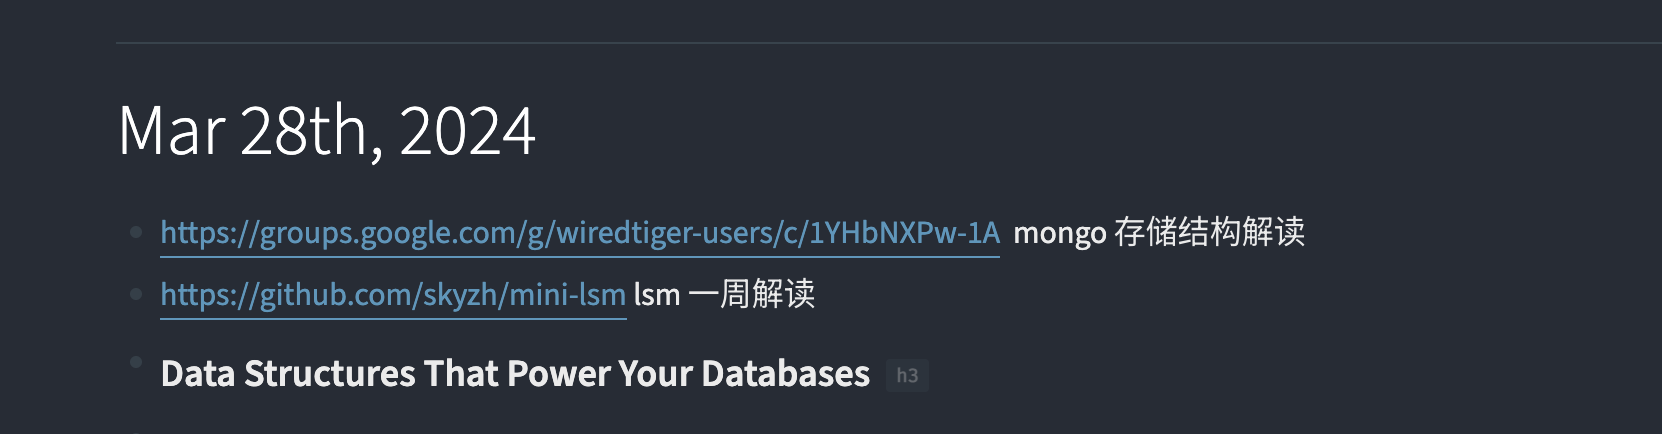 Mar 28th, 2024
https://groups.google.com/g/wiredtiger-users/c/1YHbNXPw-1A mongo 存储结构解读
https://github.com/skyzh/mini-lsm lsm 一周解读
Data Structures That Power Your Databases h3